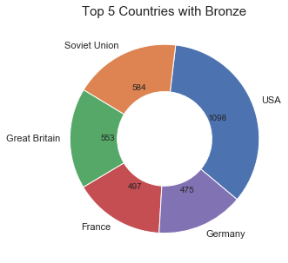 Top 5 Countries with Bronze
Soviet Union
584
USA
1098
Great Britain
553
497
475
France
Germany